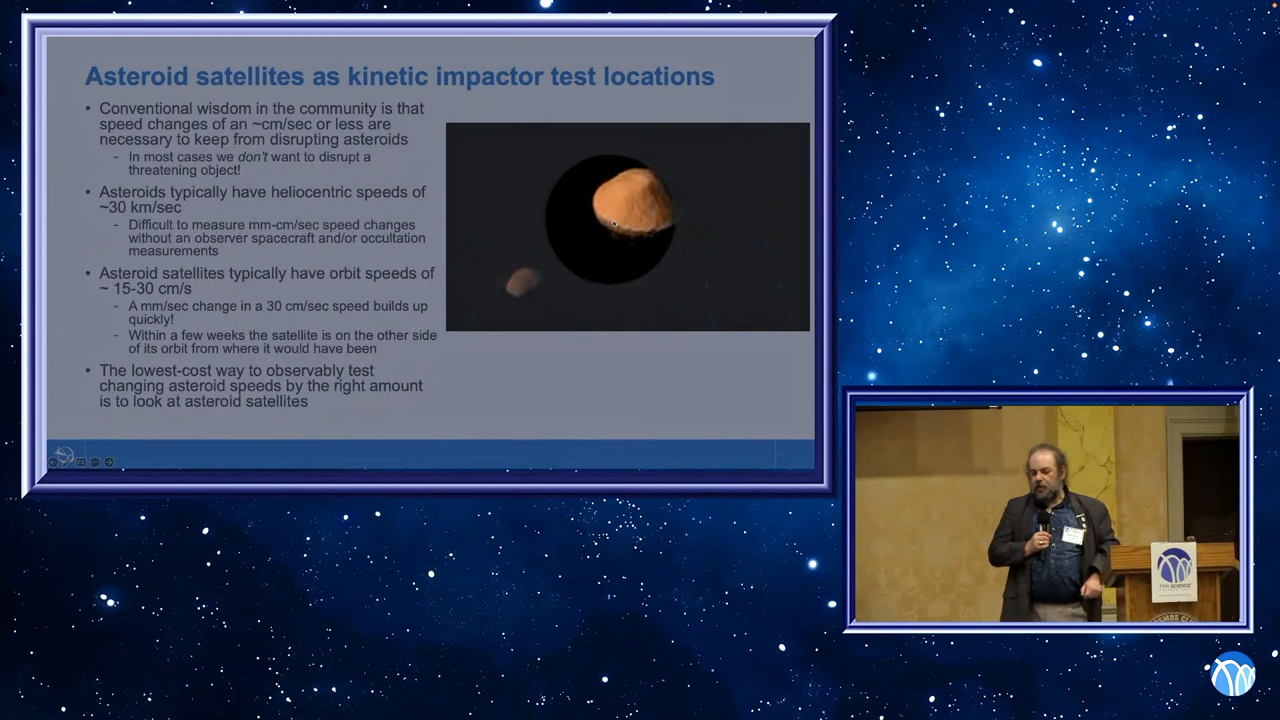 Asteroid satellites as kinetic impactor test locations
• Conventional wisdom in the community is that
speed changes of an ~cm/sec or less are
necessary to keep from disrupting asteroids
- In most cases we don't want to disrupt a
threatening object!
• Asteroids typically have heliocentric speeds of
~30 km/sec
- Difficult to measure mm-cm/sec speed changes
without an observer spacecraft and/or occultation
measurements
• Asteroid satellites typically have orbit speeds of
~ 15-30 cm/s
- A mm/sec change in a 30 cm/sec speed builds up
quickly!
- Within a few weeks the satellite is on the other side
of its orbit from where it would have been
• The lowest-cost way to observably test
changing asteroid speeds by the right amount
is to look at asteroid satellites
SCIENCE